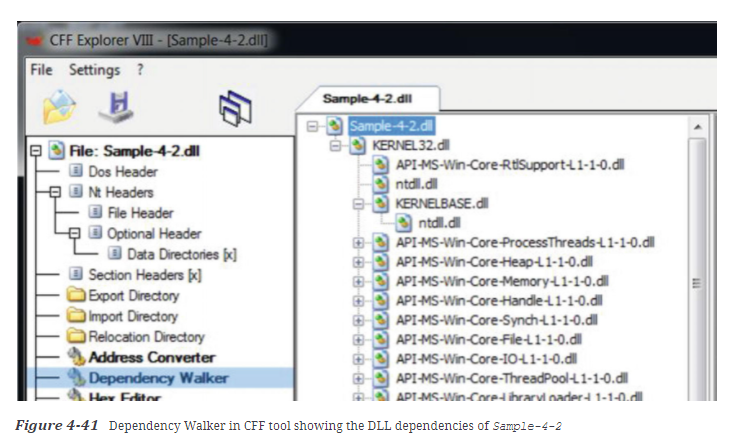 CFF Explorer VIII - [Sample-4-2.dll]
File Settings ?
Sample-4-2.dll
File: Sample-4-2.dll
Dos Header
Nt Headers
File Header
Optional Header
Data Directories [x]
Section Headers [x]
Export Directory
Import Directory
Relocation Directory
Address Converter
Dependency Walker
Hex Editor
Sample-4-2.dll
KERNEL32.dll
API-MS-Win-Core-RtlSupport-L1-1-0.dll
ntdll.dll
KERNELBASE.dll
ntdll.dll
API-MS-Win-Core-ProcessThreads-L1-1-0.dll
API-MS-Win-Core-Heap-L1-1-0.dll
API-MS-Win-Core-Memory-L1-1-0.dll
API-MS-Win-Core-Handle-L1-1-0.dll
API-MS-Win-Core-Synch-L1-1-0.dll
API-MS-Win-Core-File-L1-1-0.dll
API-MS-Win-Core-IO-L1-1-0.dll
API-MS-Win-Core-ThreadPool-L1-1-0.dll
API-MS-Win-Core-LibraryLoader-L1-1-0.dll
Figure 4-41 Dependency Walker in CFF tool showing the DLL dependencies of Sample-4-2